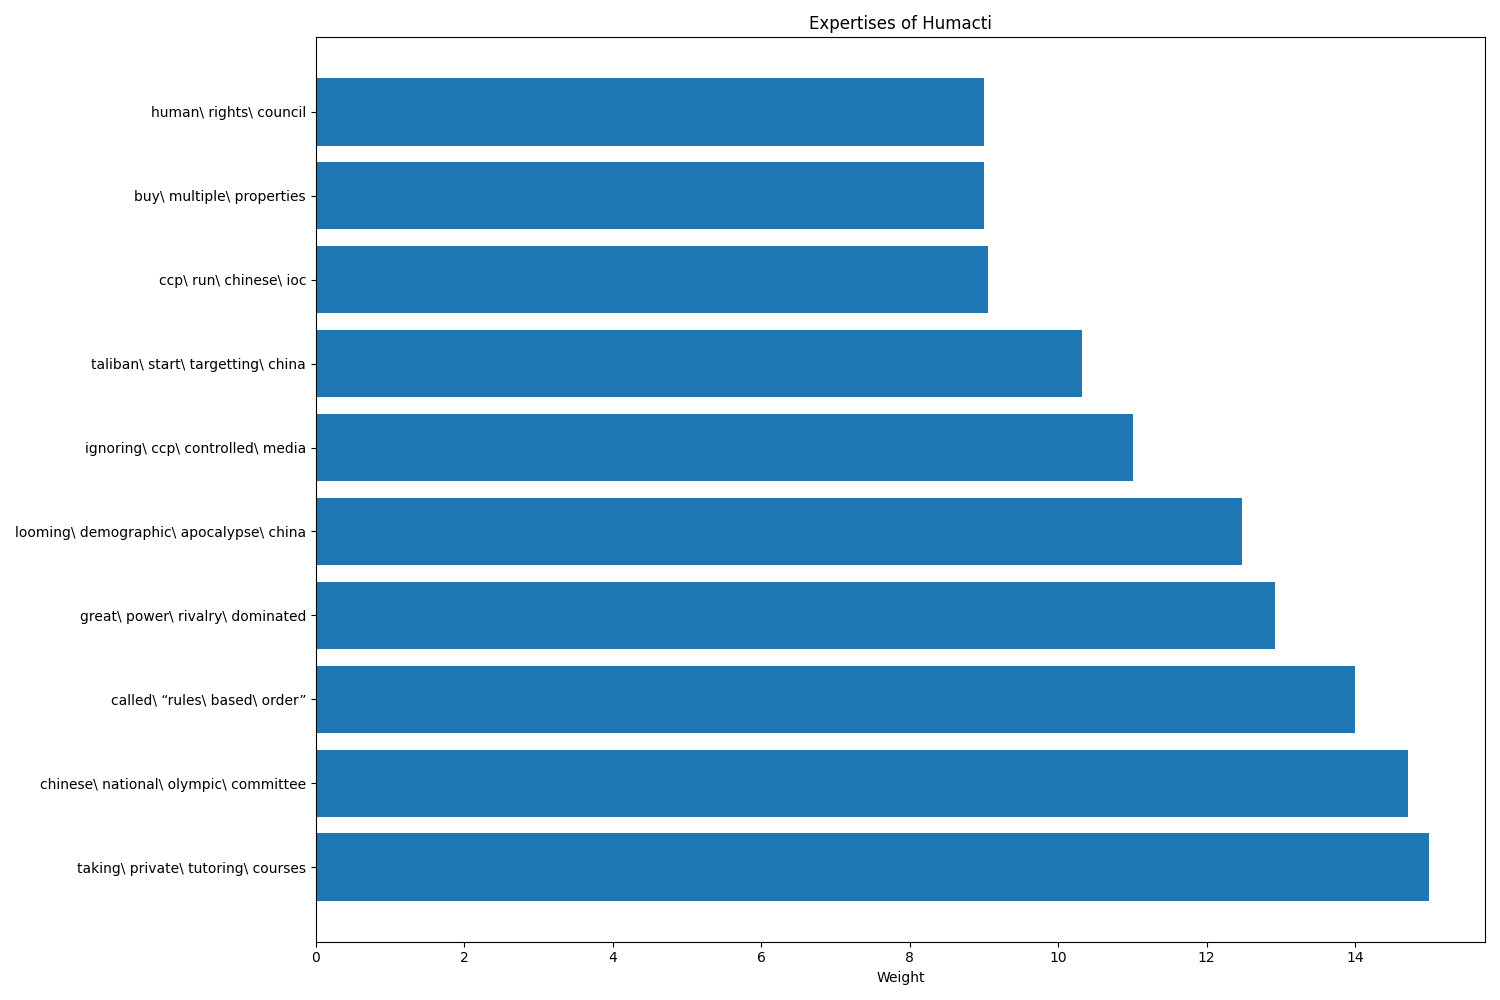 Expertises of Humacti
human\ rights\ council
buy\ multiple\ properties
ccp\ run\ chinese\ ioc
taliban\ start\ targetting\ china
ignoring\ ccp\ controlled\ media
looming\ demographic\ apocalypse\ china
great\ power\ rivalry\ dominated
called\ “rules\ based\ order”
chinese\ national\ olympic\ committee
taking\ private\ tutoring\ courses
0 2 4 6 8 10 12 14
Weight